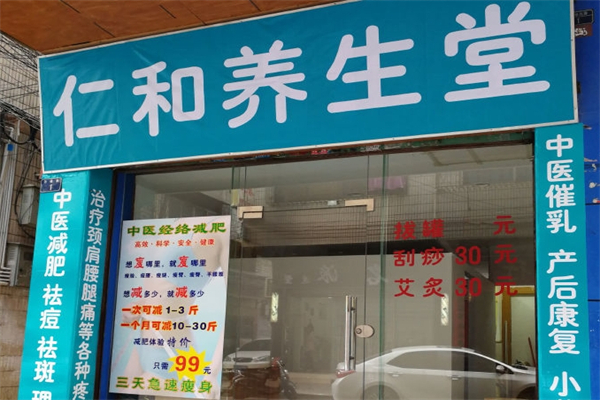 仁和养生堂
中医减肥 祛痘 祛斑 理
治疗颈肩腰腿痛等各种疼
中医经络减肥
高效·科学·安全·健康
想瘦哪里，就瘦哪里
想减多少，就减多少
一次可减1-3斤
一个月可减10-30斤
减肥体验特价
只需99元
三天急速瘦身
拔罐 元
刮痧30元
艾灸30元
中医催乳 产后康复 小